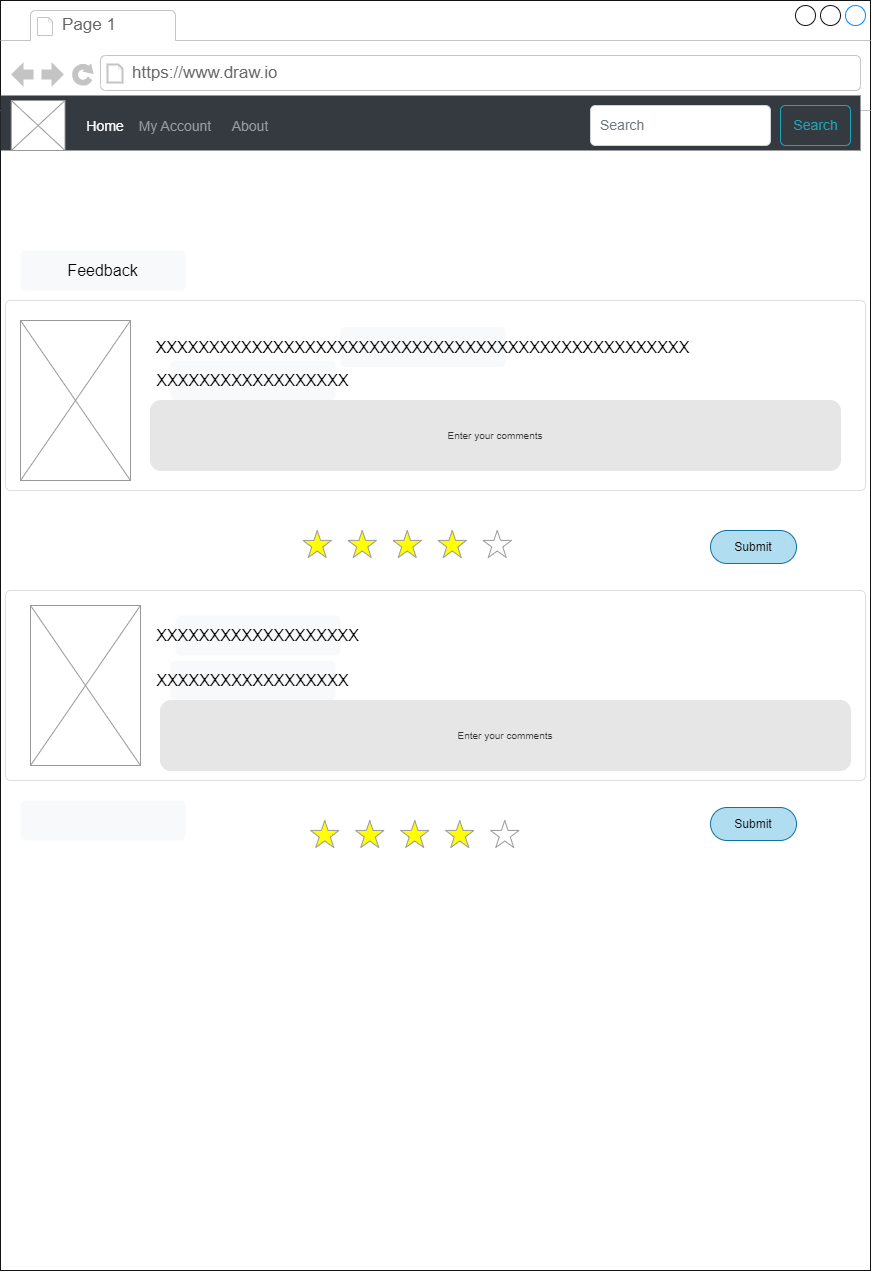 Page 1
https://www.draw.io
Home My Account About Search Search
Feedback
XXXXXXXXXXXXXXXXXXXXXXXXXXXXXXXXXXXXXXXXXXXXXXXXXX
XXXXXXXXXXXXXXXXXX
Enter your comments
Submit
XXXXXXXXXXXXXXXXXXX
XXXXXXXXXXXXXXXXXX
Enter your comments
Submit